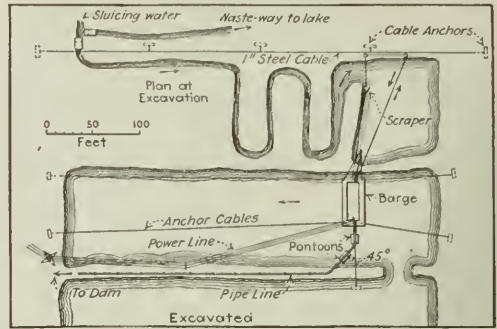 Sluicing water
Naste-way to lake
Cable Anchors
1" Steel Cable
Plan at
Excavation
Scraper
0 50 100
Feet
Barge
Anchor Cables
Power Line
Pontoons
45°
To Dam
Pipe Line
Excavated